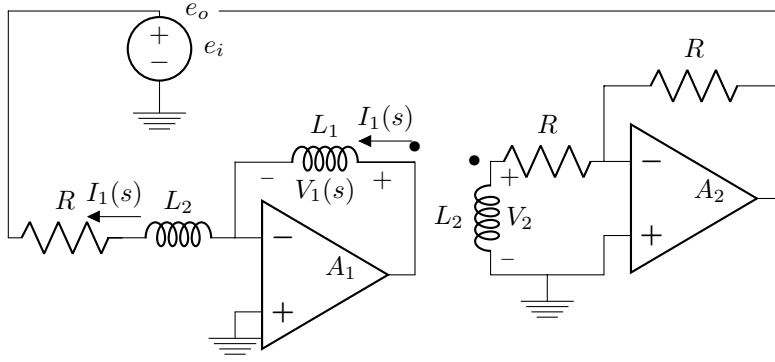 e_o
+
−
e_i
R
R
L_1
I_1(s)
−
V_1(s)
+
+
−
A_2
L_2
V_2
−
+
R
I_1(s)
L_2
−
A_1
+